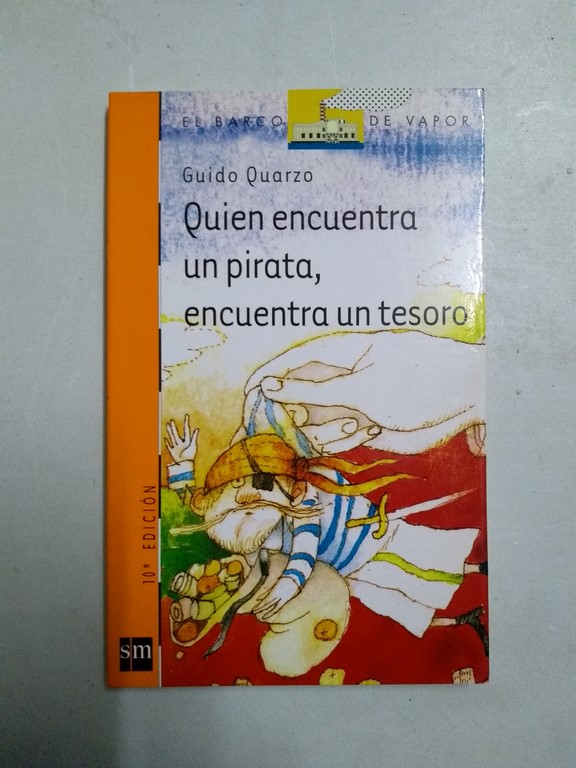 EL BARCO DE VAPOR
Guido Quarzo
Quien encuentra
un pirata,
encuentra un tesoro
10ª EDICIÓN
sm